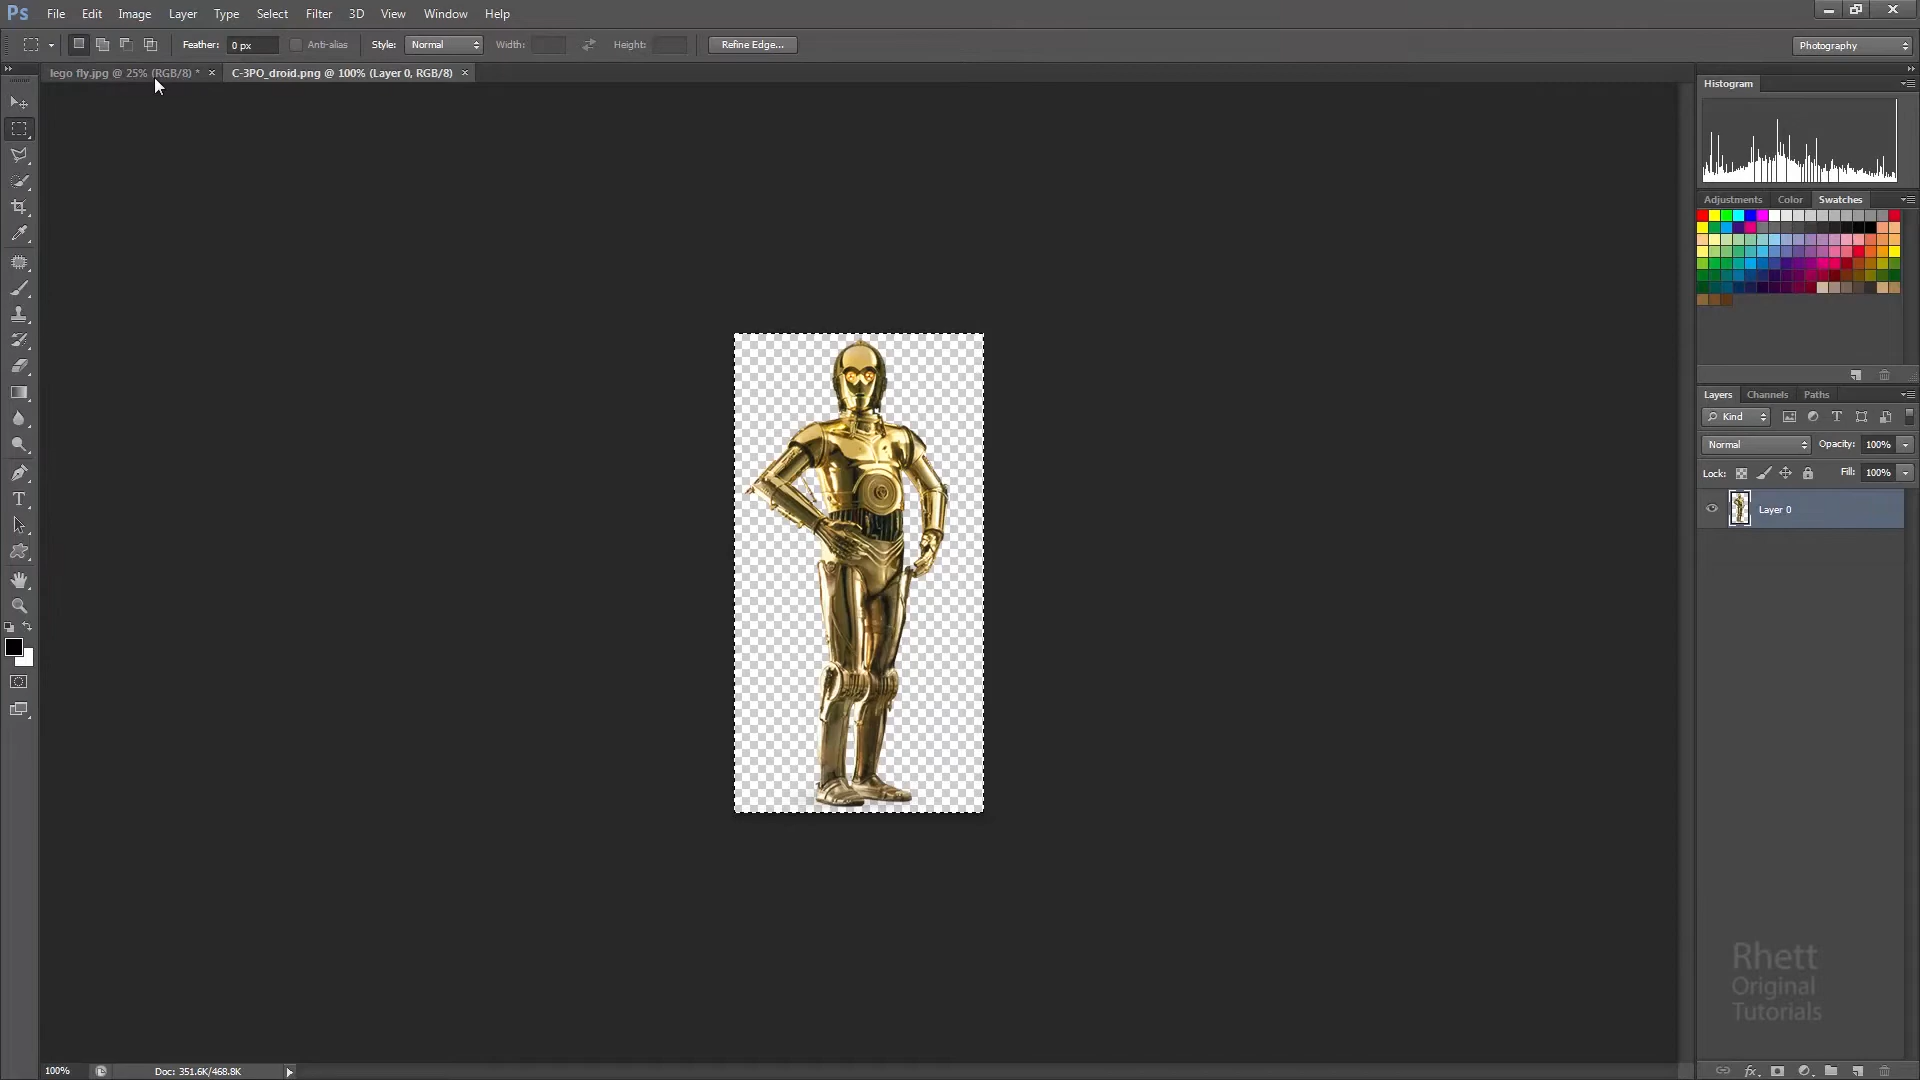 Ps File Edit Image Layer Type Select Filter 3D View Window Help
Feather: 0 px Anti-alias Style: Normal Width: Height: Refine Edge... Photography
lego fly.jpg @ 25% (RGB/8) * × C-3PO_droid.png @ 100% (Layer 0, RGB/8) ×
Histogram
Adjustments Color Swatches
Layers Channels Paths
Kind
Normal Opacity: 100%
Lock: Fill: 100%
Layer 0
Rhett
Original
Tutorials
100% Doc: 351.6K/468.8K